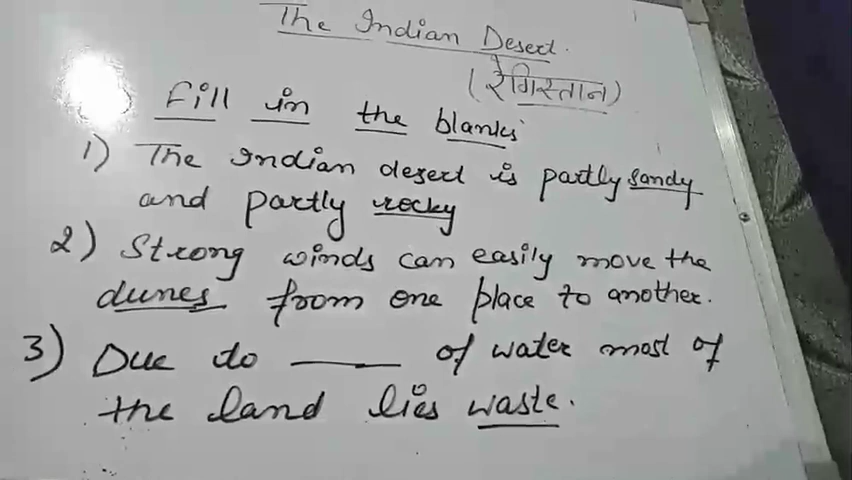 The Indian Desert.
(रेगिस्तान)
Fill in the blanks
1) The Indian desert is partly sandy
and partly rocky
2) Strong winds can easily move the
dunes from one place to another.
3) Due do ____ of water most of
the land lies waste.